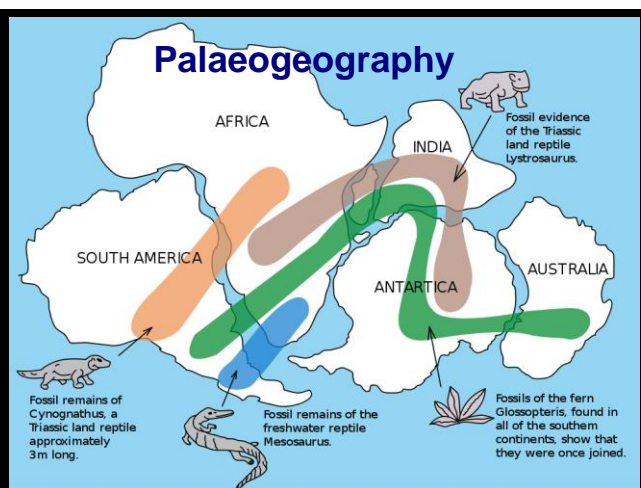 Palaeogeography
AFRICA
INDIA
Fossil evidence
of the Triassic
land reptile
Lystrosaurus.
SOUTH AMERICA
ANTARTICA
AUSTRALIA
Fossil remains of
Cynognathus, a
Triassic land reptile
approximately
3m long.
Fossil remains of the
freshwater reptile
Mesosaurus.
Fossils of the fern
Glossopteris, found in
all of the southern
continents, show that
they were once joined.